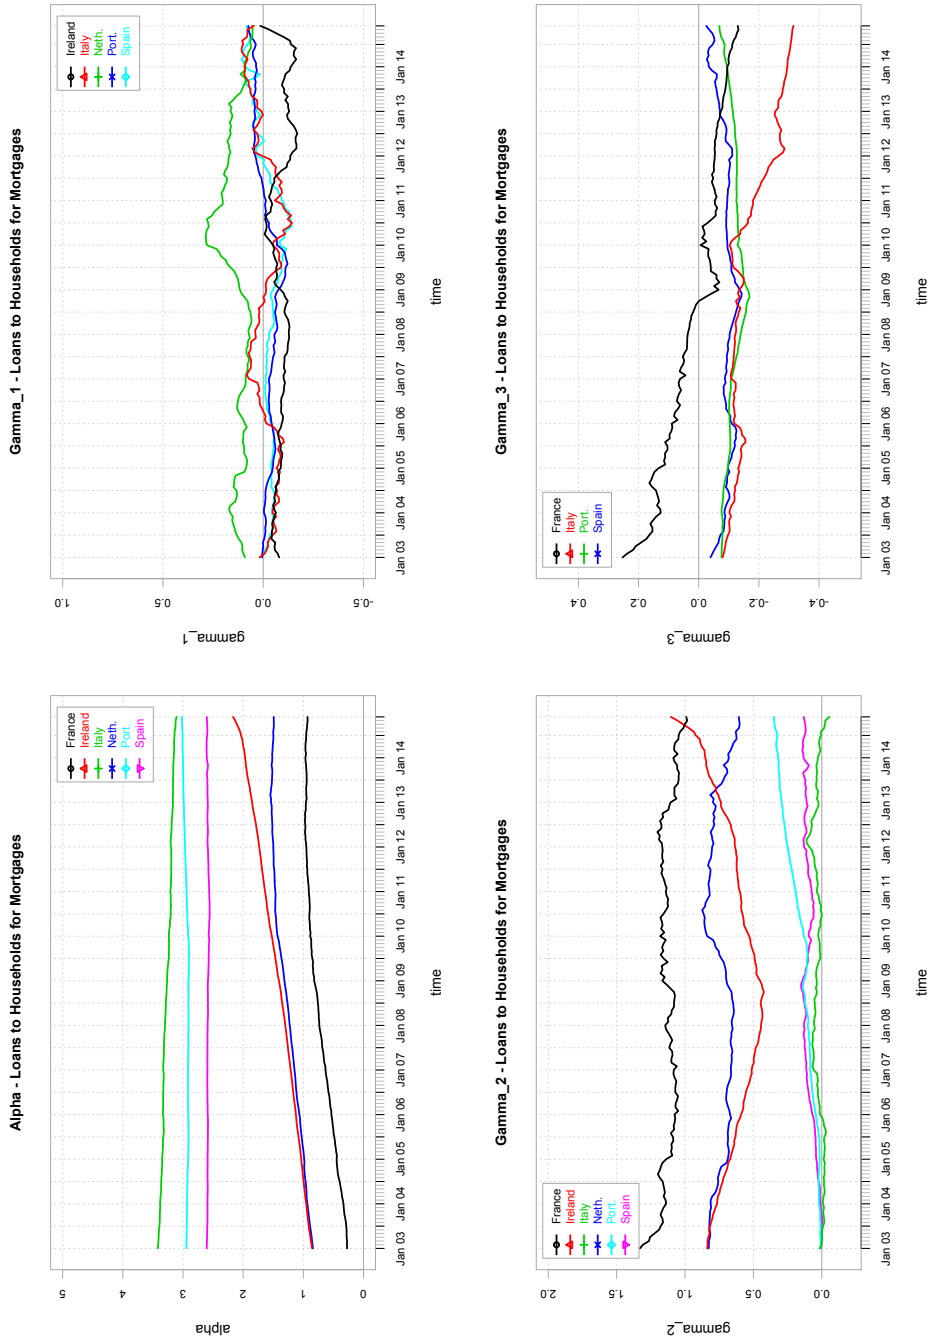 Alpha - Loans to Households for Mortgages
France
Ireland
Italy
Neth.
Port.
Spain
alpha
5
4
3
2
1
0
Jan 03 Jan 04 Jan 05 Jan 06 Jan 07 Jan 08 Jan 09 Jan 10 Jan 11 Jan 12 Jan 13 Jan 14
time
Gamma_1 - Loans to Households for Mortgages
Ireland
Italy
Neth.
Port.
Spain
gamma_1
1.0
0.5
0.0
-0.5
Jan 03 Jan 04 Jan 05 Jan 06 Jan 07 Jan 08 Jan 09 Jan 10 Jan 11 Jan 12 Jan 13 Jan 14
time
Gamma_2 - Loans to Households for Mortgages
France
Ireland
Italy
Neth.
Port.
Spain
gamma_2
2.0
1.5
1.0
0.5
0.0
Jan 03 Jan 04 Jan 05 Jan 06 Jan 07 Jan 08 Jan 09 Jan 10 Jan 11 Jan 12 Jan 13 Jan 14
time
Gamma_3 - Loans to Households for Mortgages
France
Italy
Port.
Spain
gamma_3
0.4
0.2
0.0
-0.2
-0.4
Jan 03 Jan 04 Jan 05 Jan 06 Jan 07 Jan 08 Jan 09 Jan 10 Jan 11 Jan 12 Jan 13 Jan 14
time